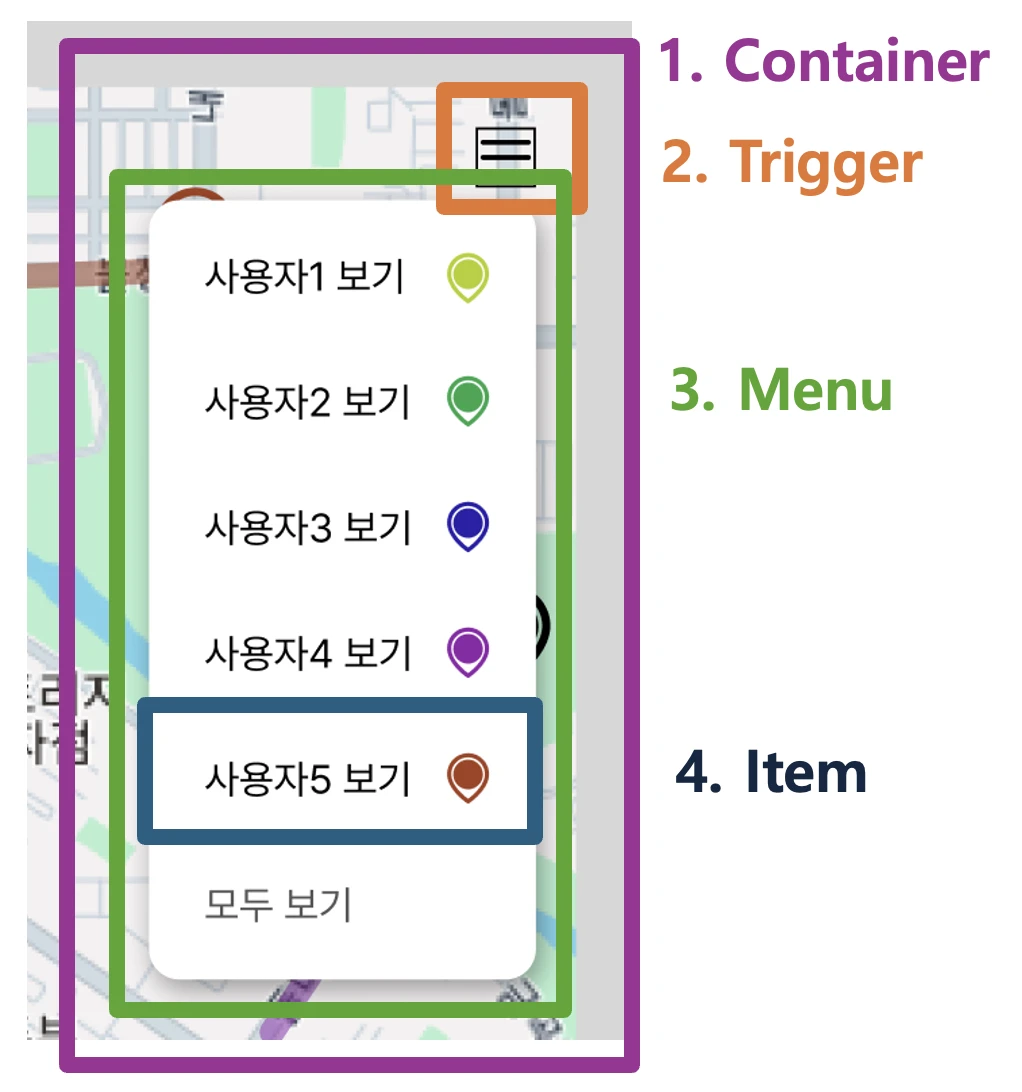 1. Container
2. Trigger
사용자1 보기
사용자2 보기
3. Menu
사용자3 보기
사용자4 보기
사용자5 보기
4. Item
모두 보기